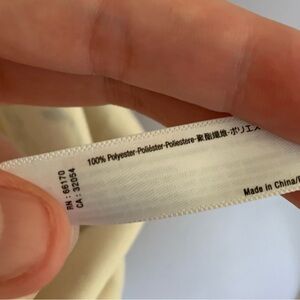 100% Polyester-Poliéster-Poliestere-聚酯纖維-ポリエス
RN: 66170
CA: 32054
Made in China/